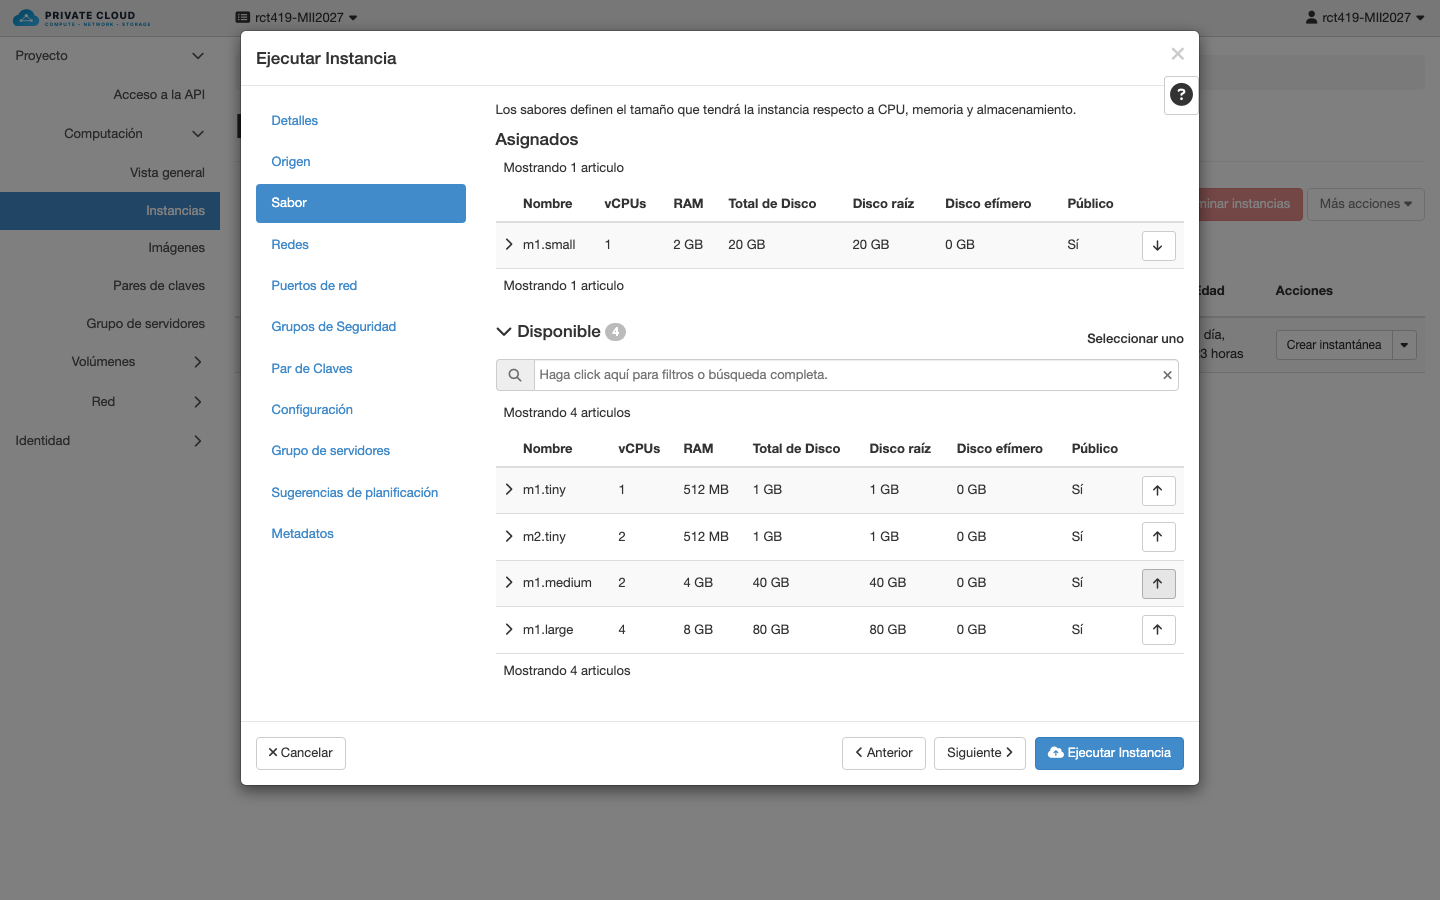 PRIVATE CLOUD
COMPUTE • NETWORK • STORAGE
rct419-MII2027
rct419-MII2027
Proyecto
Acceso a la API
Computación
Vista general
Instancias
Imágenes
Pares de claves
Grupo de servidores
Volúmenes
Red
Identidad
Ejecutar Instancia
Detalles
Origen
Sabor
Redes
Puertos de red
Grupos de Seguridad
Par de Claves
Configuración
Grupo de servidores
Sugerencias de planificación
Metadatos
Los sabores definen el tamaño que tendrá la instancia respecto a CPU, memoria y almacenamiento.
Asignados
Mostrando 1 articulo
Nombre vCPUs RAM Total de Disco Disco raíz Disco efímero Público
m1.small 1 2 GB 20 GB 20 GB 0 GB Sí
Mostrando 1 articulo
Disponible 4
Seleccionar uno
Haga click aquí para filtros o búsqueda completa.
Mostrando 4 articulos
Nombre vCPUs RAM Total de Disco Disco raíz Disco efímero Público
m1.tiny 1 512 MB 1 GB 1 GB 0 GB Sí
m2.tiny 2 512 MB 1 GB 1 GB 0 GB Sí
m1.medium 2 4 GB 40 GB 40 GB 0 GB Sí
m1.large 4 8 GB 80 GB 80 GB 0 GB Sí
Mostrando 4 articulos
Cancelar
Anterior
Siguiente
Ejecutar Instancia
instancias
Más acciones
Acciones
día,
3 horas
Crear instantánea